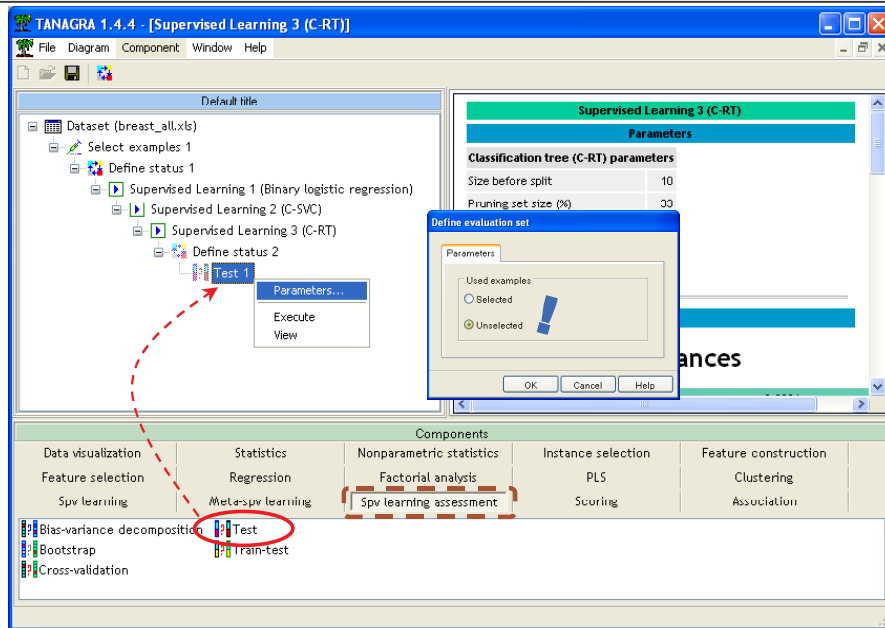 TANAGRA 1.4.4 - [Supervised Learning 3 (C-RT)]
File Diagram Component Window Help
Default title
Dataset (breast_all.xls)
Select examples 1
Define status 1
Supervised Learning 1 (Binary logistic regression)
Supervised Learning 2 (C-SVC)
Supervised Learning 3 (C-RT)
Define status 2
Test 1
Parameters...
Execute
View
Supervised Learning 3 (C-RT)
Parameters
Classification tree (C-RT) parameters
Size before split 10
Pruning set size (%) 33
Define evaluation set
Parameters
Used examples
Selected
Unselected
!
OK Cancel Help
ances
Components
Data visualization Statistics Nonparametric statistics Instance selection Feature construction
Feature selection Regression Factorial analysis PLS Clustering
Spv learning Meta-spv learning Spv learning assessment Scoring Association
Bias-variance decomposition Test
Bootstrap Train-test
Cross-validation